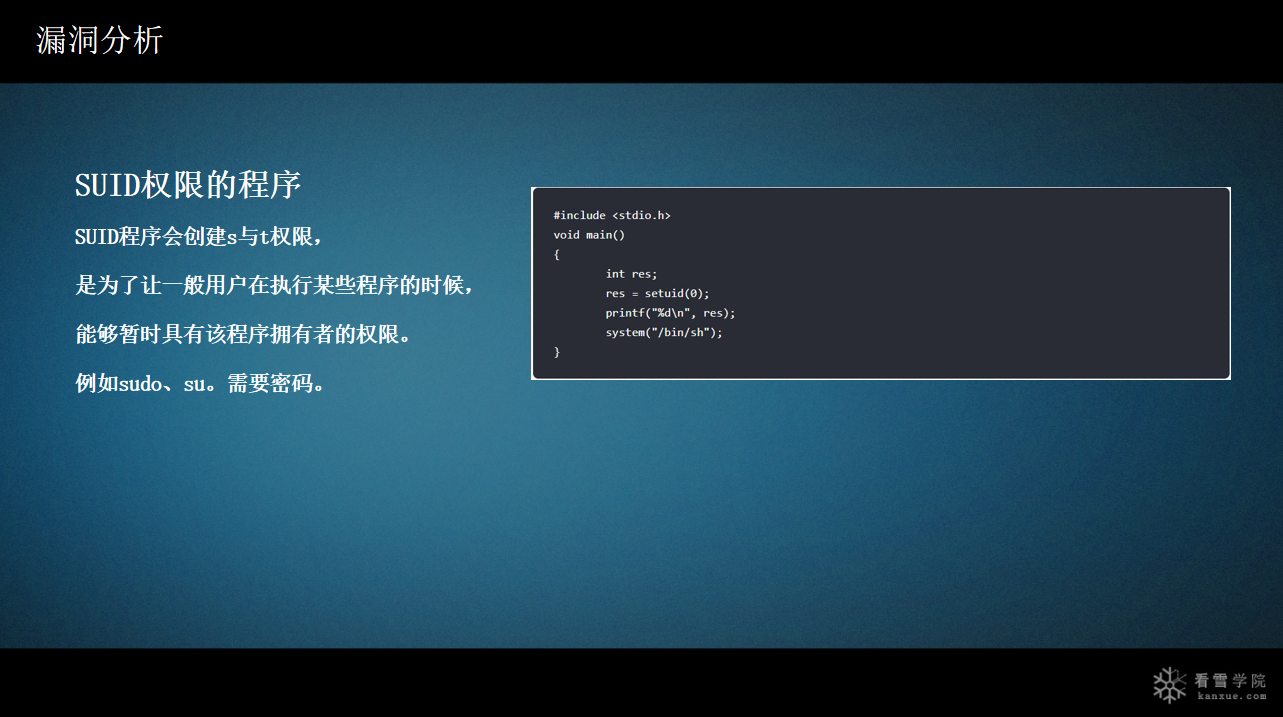 漏洞分析
SUID权限的程序
SUID程序会创建s与t权限，
是为了让一般用户在执行某些程序的时候，
能够暂时具有该程序拥有者的权限。
例如sudo、su。需要密码。
#include <stdio.h>
void main()
{
        int res;
        res = setuid(0);
        printf("%d\n", res);
        system("/bin/sh");
}
看雪学院
kanxue.com